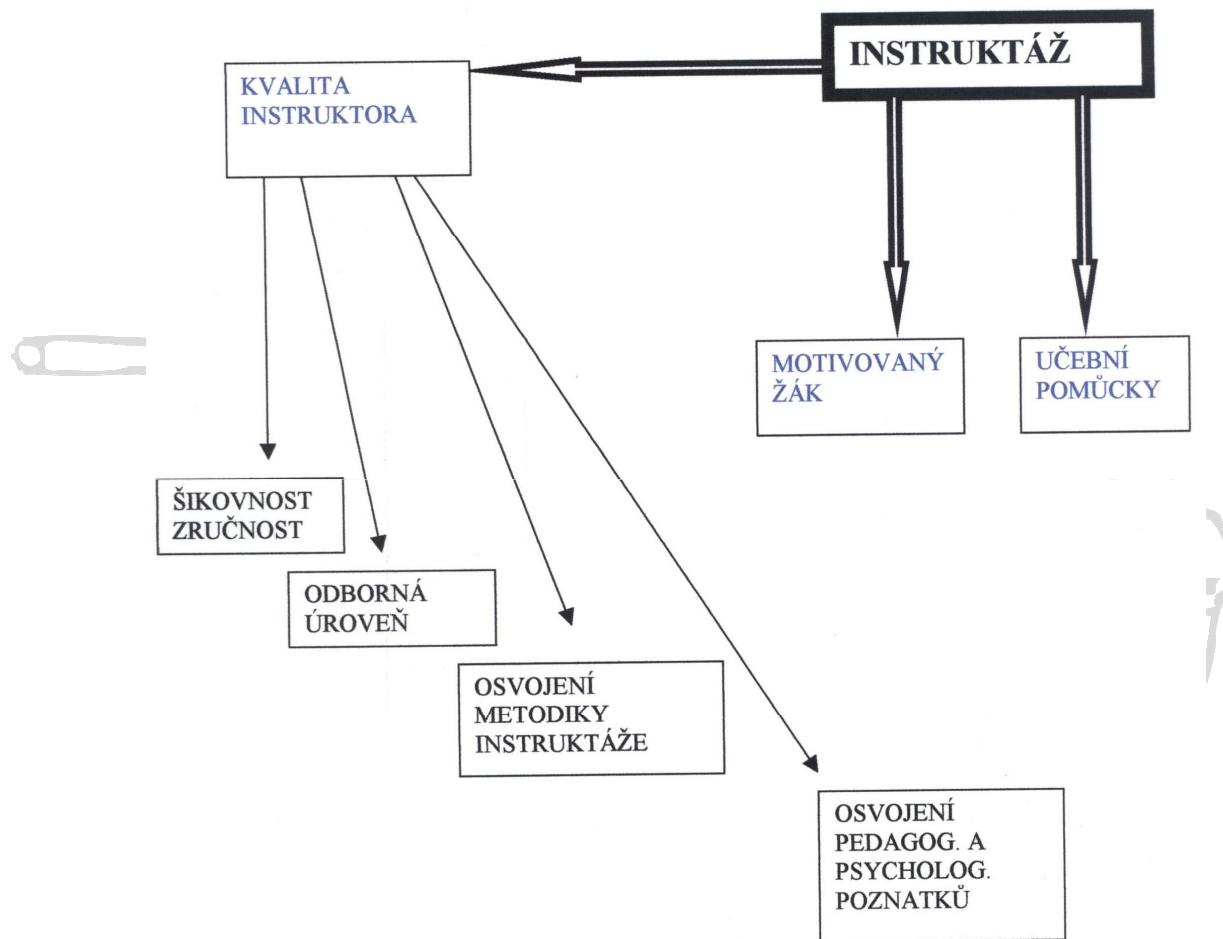 INSTRUKTÁŽ
KVALITA
INSTRUKTORA
MOTIVOVANÝ
ŽÁK
UČEBNÍ
POMŮCKY
ŠIKOVNOST
ZRUČNOST
ODBORNÁ
ÚROVEŇ
OSVOJENÍ
METODIKY
INSTRUKTÁŽE
OSVOJENÍ
PEDAGOG. A
PSYCHOLOG.
POZNATKŮ